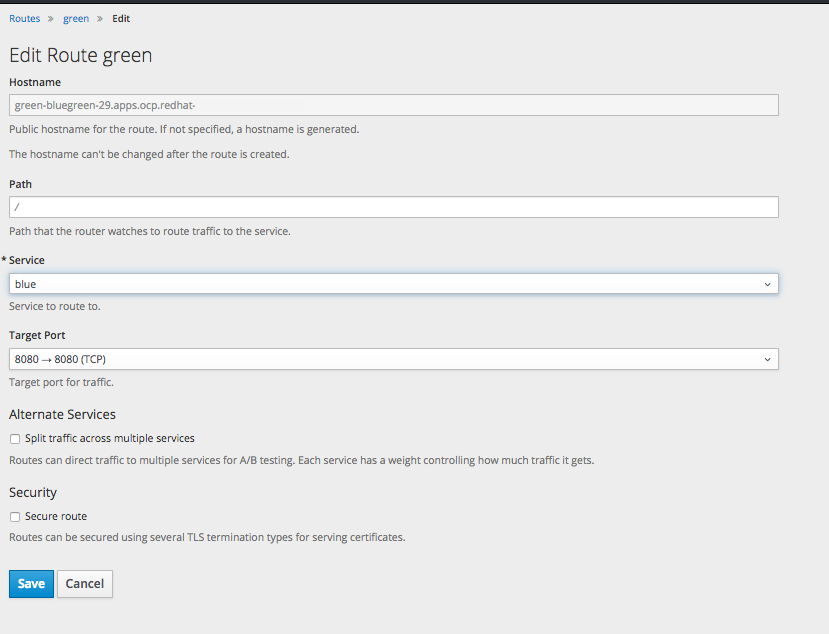 Routes » green » Edit
Edit Route green
Hostname
green-bluegreen-29.apps.ocp.redhat-
Public hostname for the route. If not specified, a hostname is generated.
The hostname can't be changed after the route is created.
Path
/
Path that the router watches to route traffic to the service.
* Service
blue
Service to route to.
Target Port
8080 → 8080 (TCP)
Target port for traffic.
Alternate Services
Split traffic across multiple services
Routes can direct traffic to multiple services for A/B testing. Each service has a weight controlling how much traffic it gets.
Security
Secure route
Routes can be secured using several TLS termination types for serving certificates.
Save Cancel